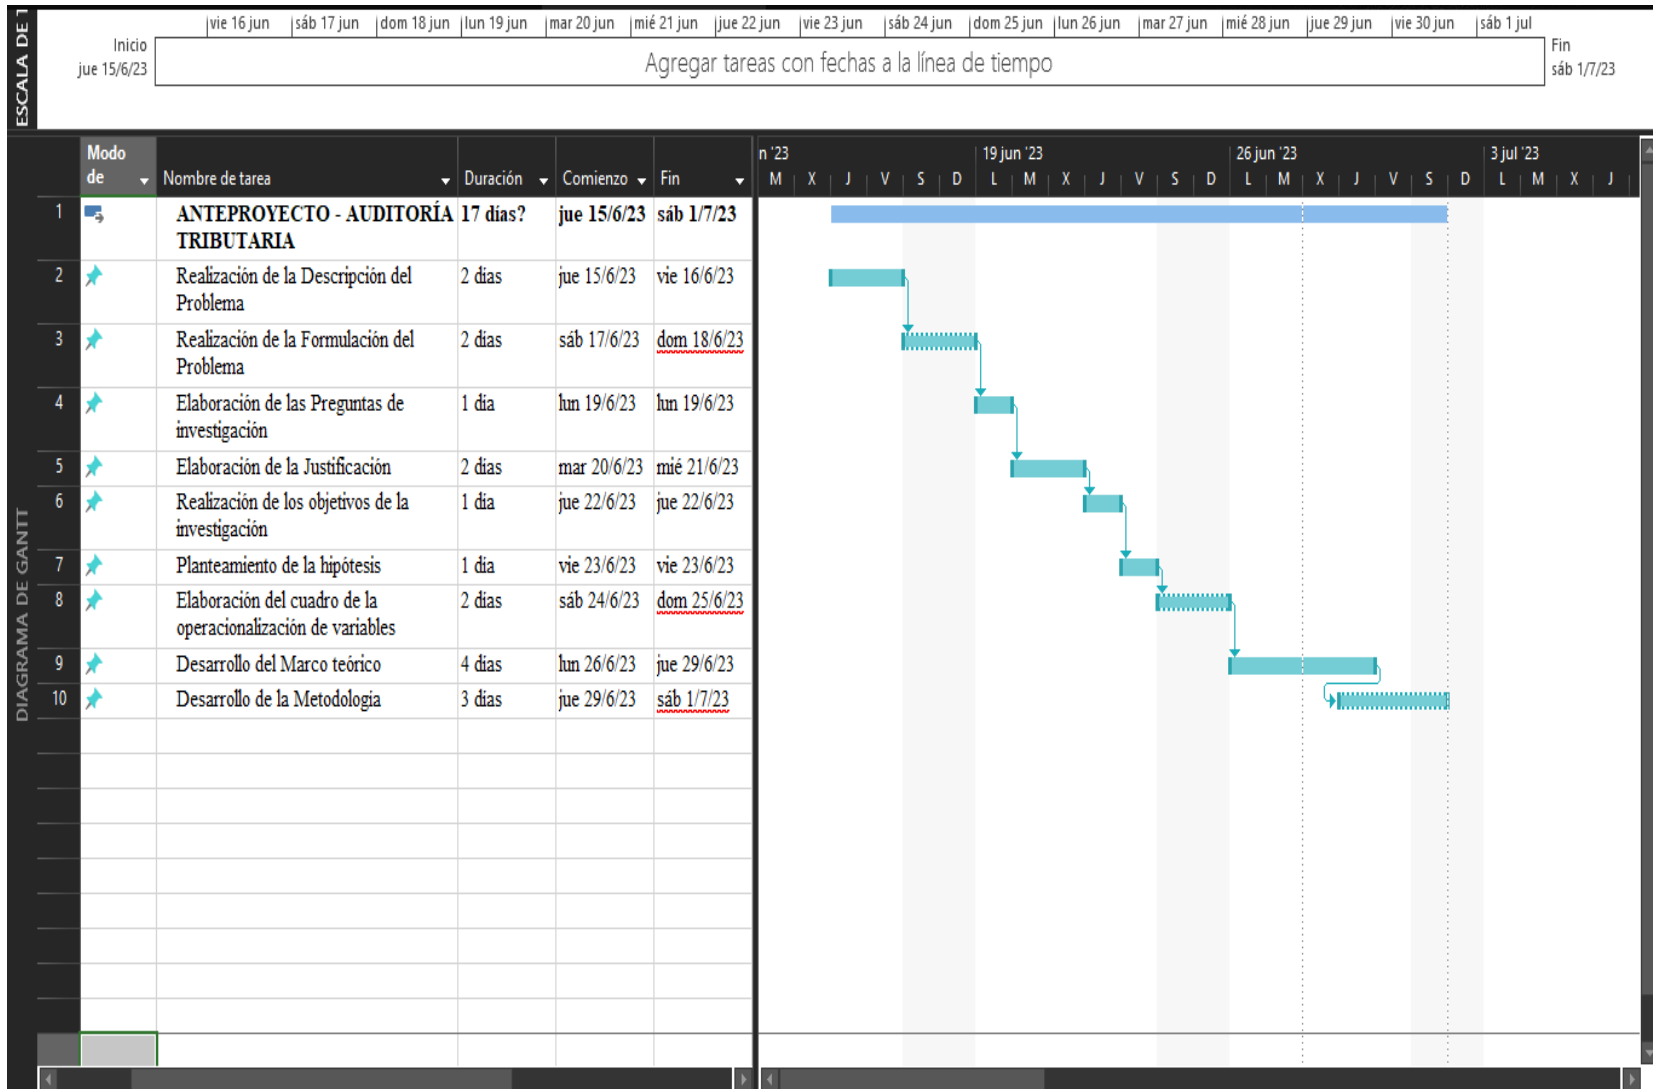 ESCALA DE T
vie 16 jun sáb 17 jun dom 18 jun lun 19 jun mar 20 jun mié 21 jun jue 22 jun vie 23 jun sáb 24 jun dom 25 jun lun 26 jun mar 27 jun mié 28 jun jue 29 jun vie 30 jun sáb 1 jul
Inicio
jue 15/6/23
Agregar tareas con fechas a la línea de tiempo
Fin
sáb 1/7/23
DIAGRAMA DE GANTT
Modo
de Nombre de tarea Duración Comienzo Fin
n '23 19 jun '23 26 jun '23 3 jul '23
M X J V S D L M X J V S D L M X J V S D L M X J
1 ANTEPROYECTO - AUDITORÍA 17 días? jue 15/6/23 sáb 1/7/23
TRIBUTARIA
2 Realización de la Descripción del 2 días jue 15/6/23 vie 16/6/23
Problema
3 Realización de la Formulación del 2 días sáb 17/6/23 dom 18/6/23
Problema
4 Elaboración de las Preguntas de 1 día lun 19/6/23 lun 19/6/23
investigación
5 Elaboración de la Justificación 2 días mar 20/6/23 mié 21/6/23
6 Realización de los objetivos de la 1 día jue 22/6/23 jue 22/6/23
investigación
7 Planteamiento de la hipótesis 1 día vie 23/6/23 vie 23/6/23
8 Elaboración del cuadro de la 2 días sáb 24/6/23 dom 25/6/23
operacionalización de variables
9 Desarrollo del Marco teórico 4 días lun 26/6/23 jue 29/6/23
10 Desarrollo de la Metodología 3 días jue 29/6/23 sáb 1/7/23